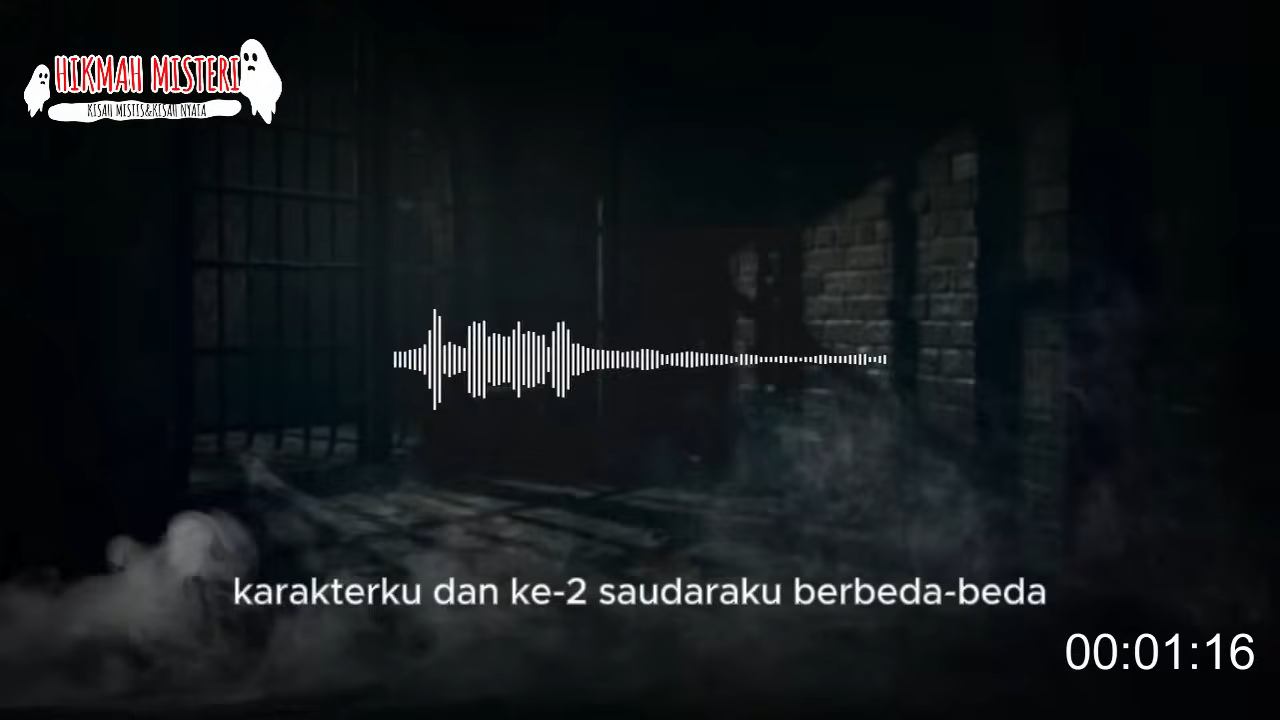 HIKMAH MISTERI
KISAH MISTIS&KISAH NYATA
karakterku dan ke-2 saudaraku berbeda-beda
00:01:16